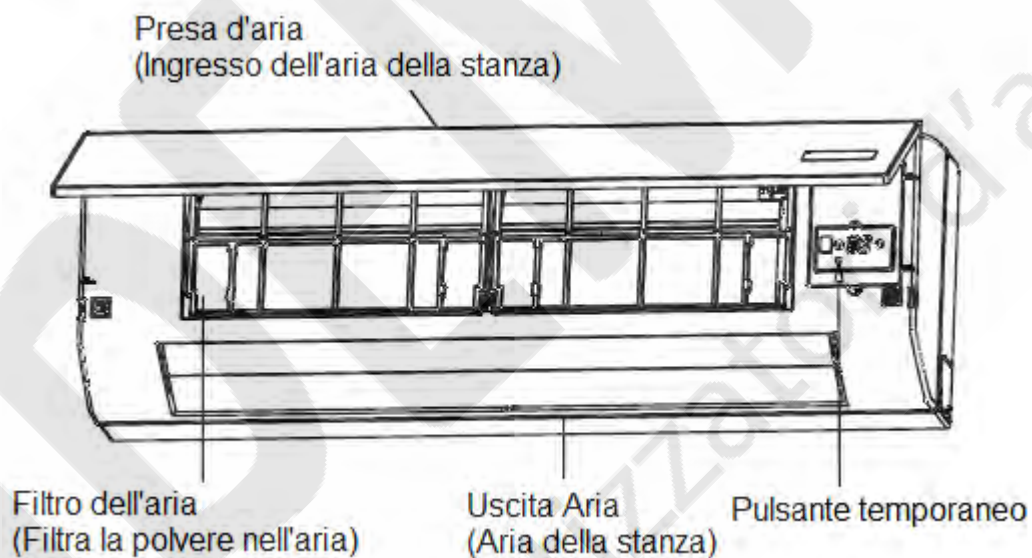 Presa d'aria
(Ingresso dell'aria della stanza)
Filtro dell'aria
(Filtra la polvere nell'aria)
Uscita Aria
(Aria della stanza)
Pulsante temporaneo